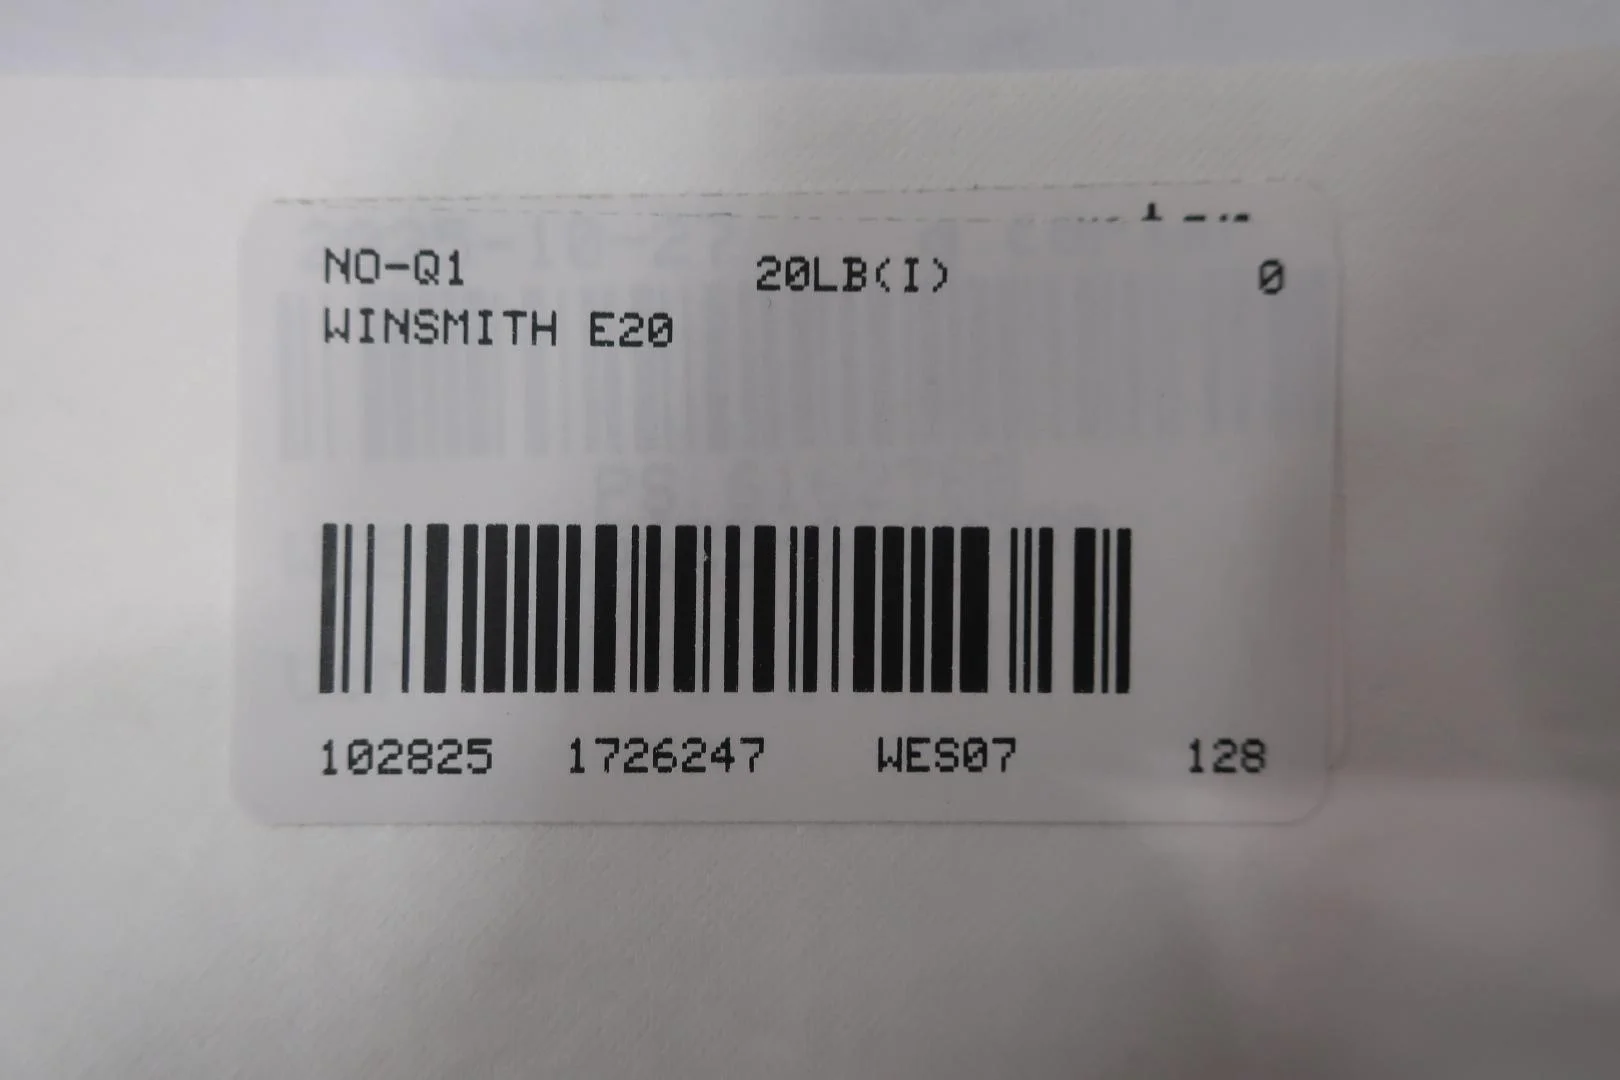 NO-Q1 20LB(I) 0
WINSMITH E20
102825 1726247 WES07 128